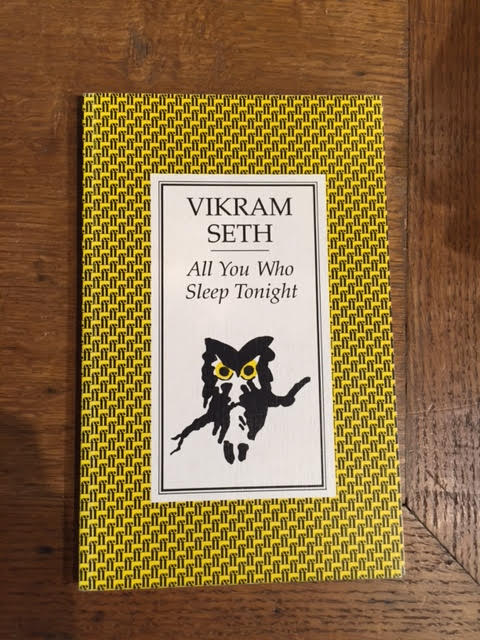 VIKRAM
SETH
All You Who
Sleep Tonight